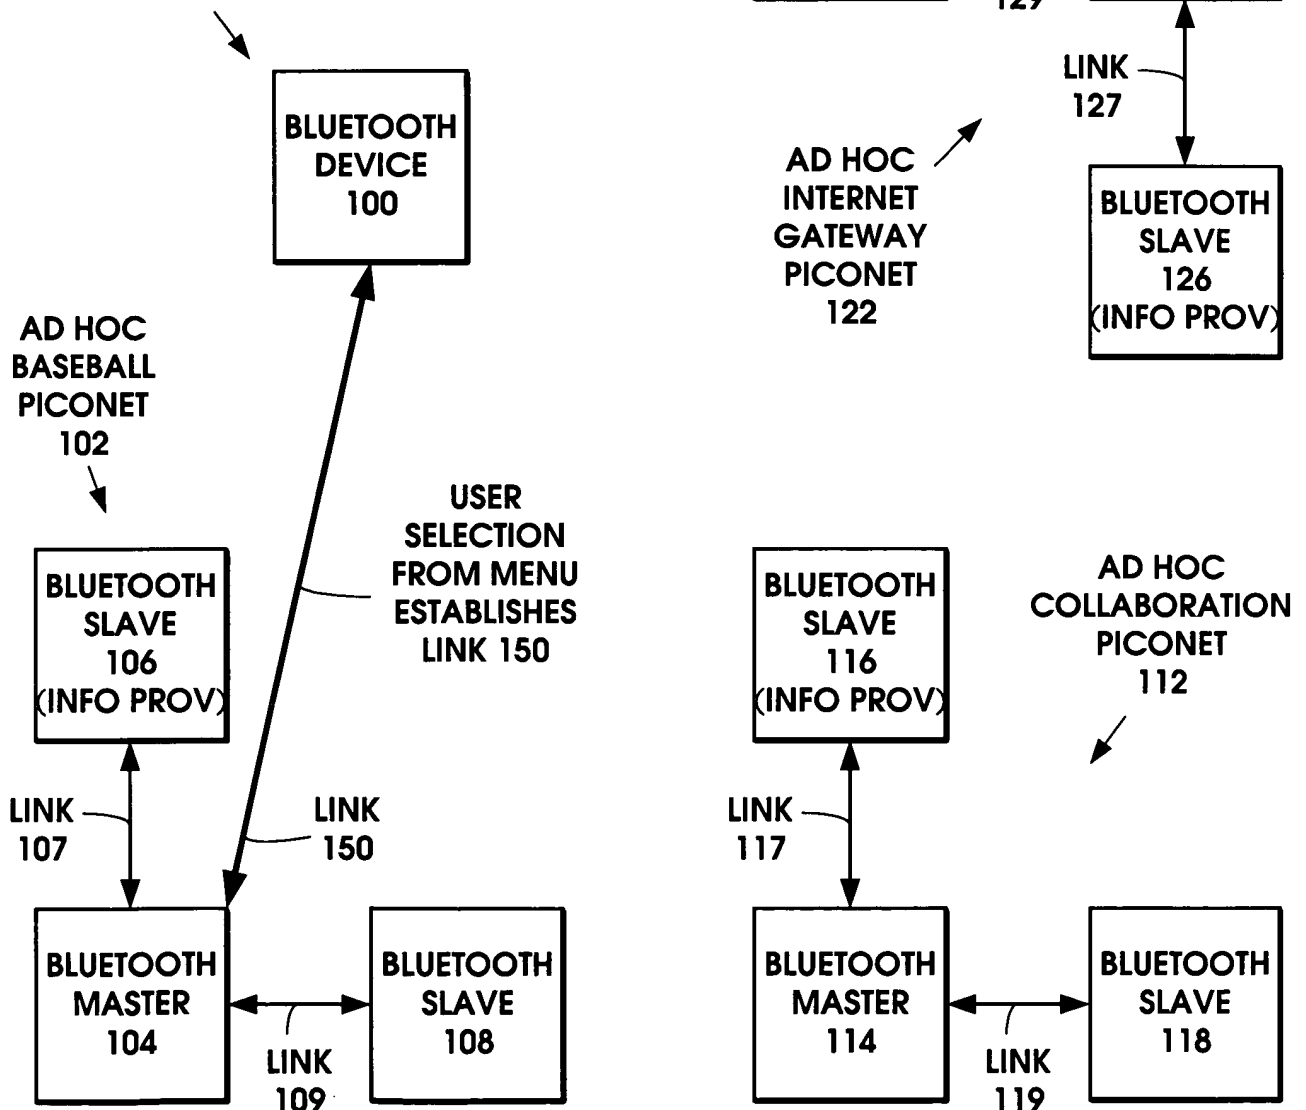 129
LINK
127
BLUETOOTH
DEVICE
100
AD HOC
INTERNET
GATEWAY
PICONET
122
BLUETOOTH
SLAVE
126
(INFO PROV)
AD HOC
BASEBALL
PICONET
102
USER
SELECTION
FROM MENU
ESTABLISHES
LINK 150
BLUETOOTH
SLAVE
106
(INFO PROV)
BLUETOOTH
SLAVE
116
(INFO PROV)
AD HOC
COLLABORATION
PICONET
112
LINK
107
LINK
150
LINK
117
BLUETOOTH
MASTER
104
LINK
109
BLUETOOTH
SLAVE
108
BLUETOOTH
MASTER
114
LINK
119
BLUETOOTH
SLAVE
118